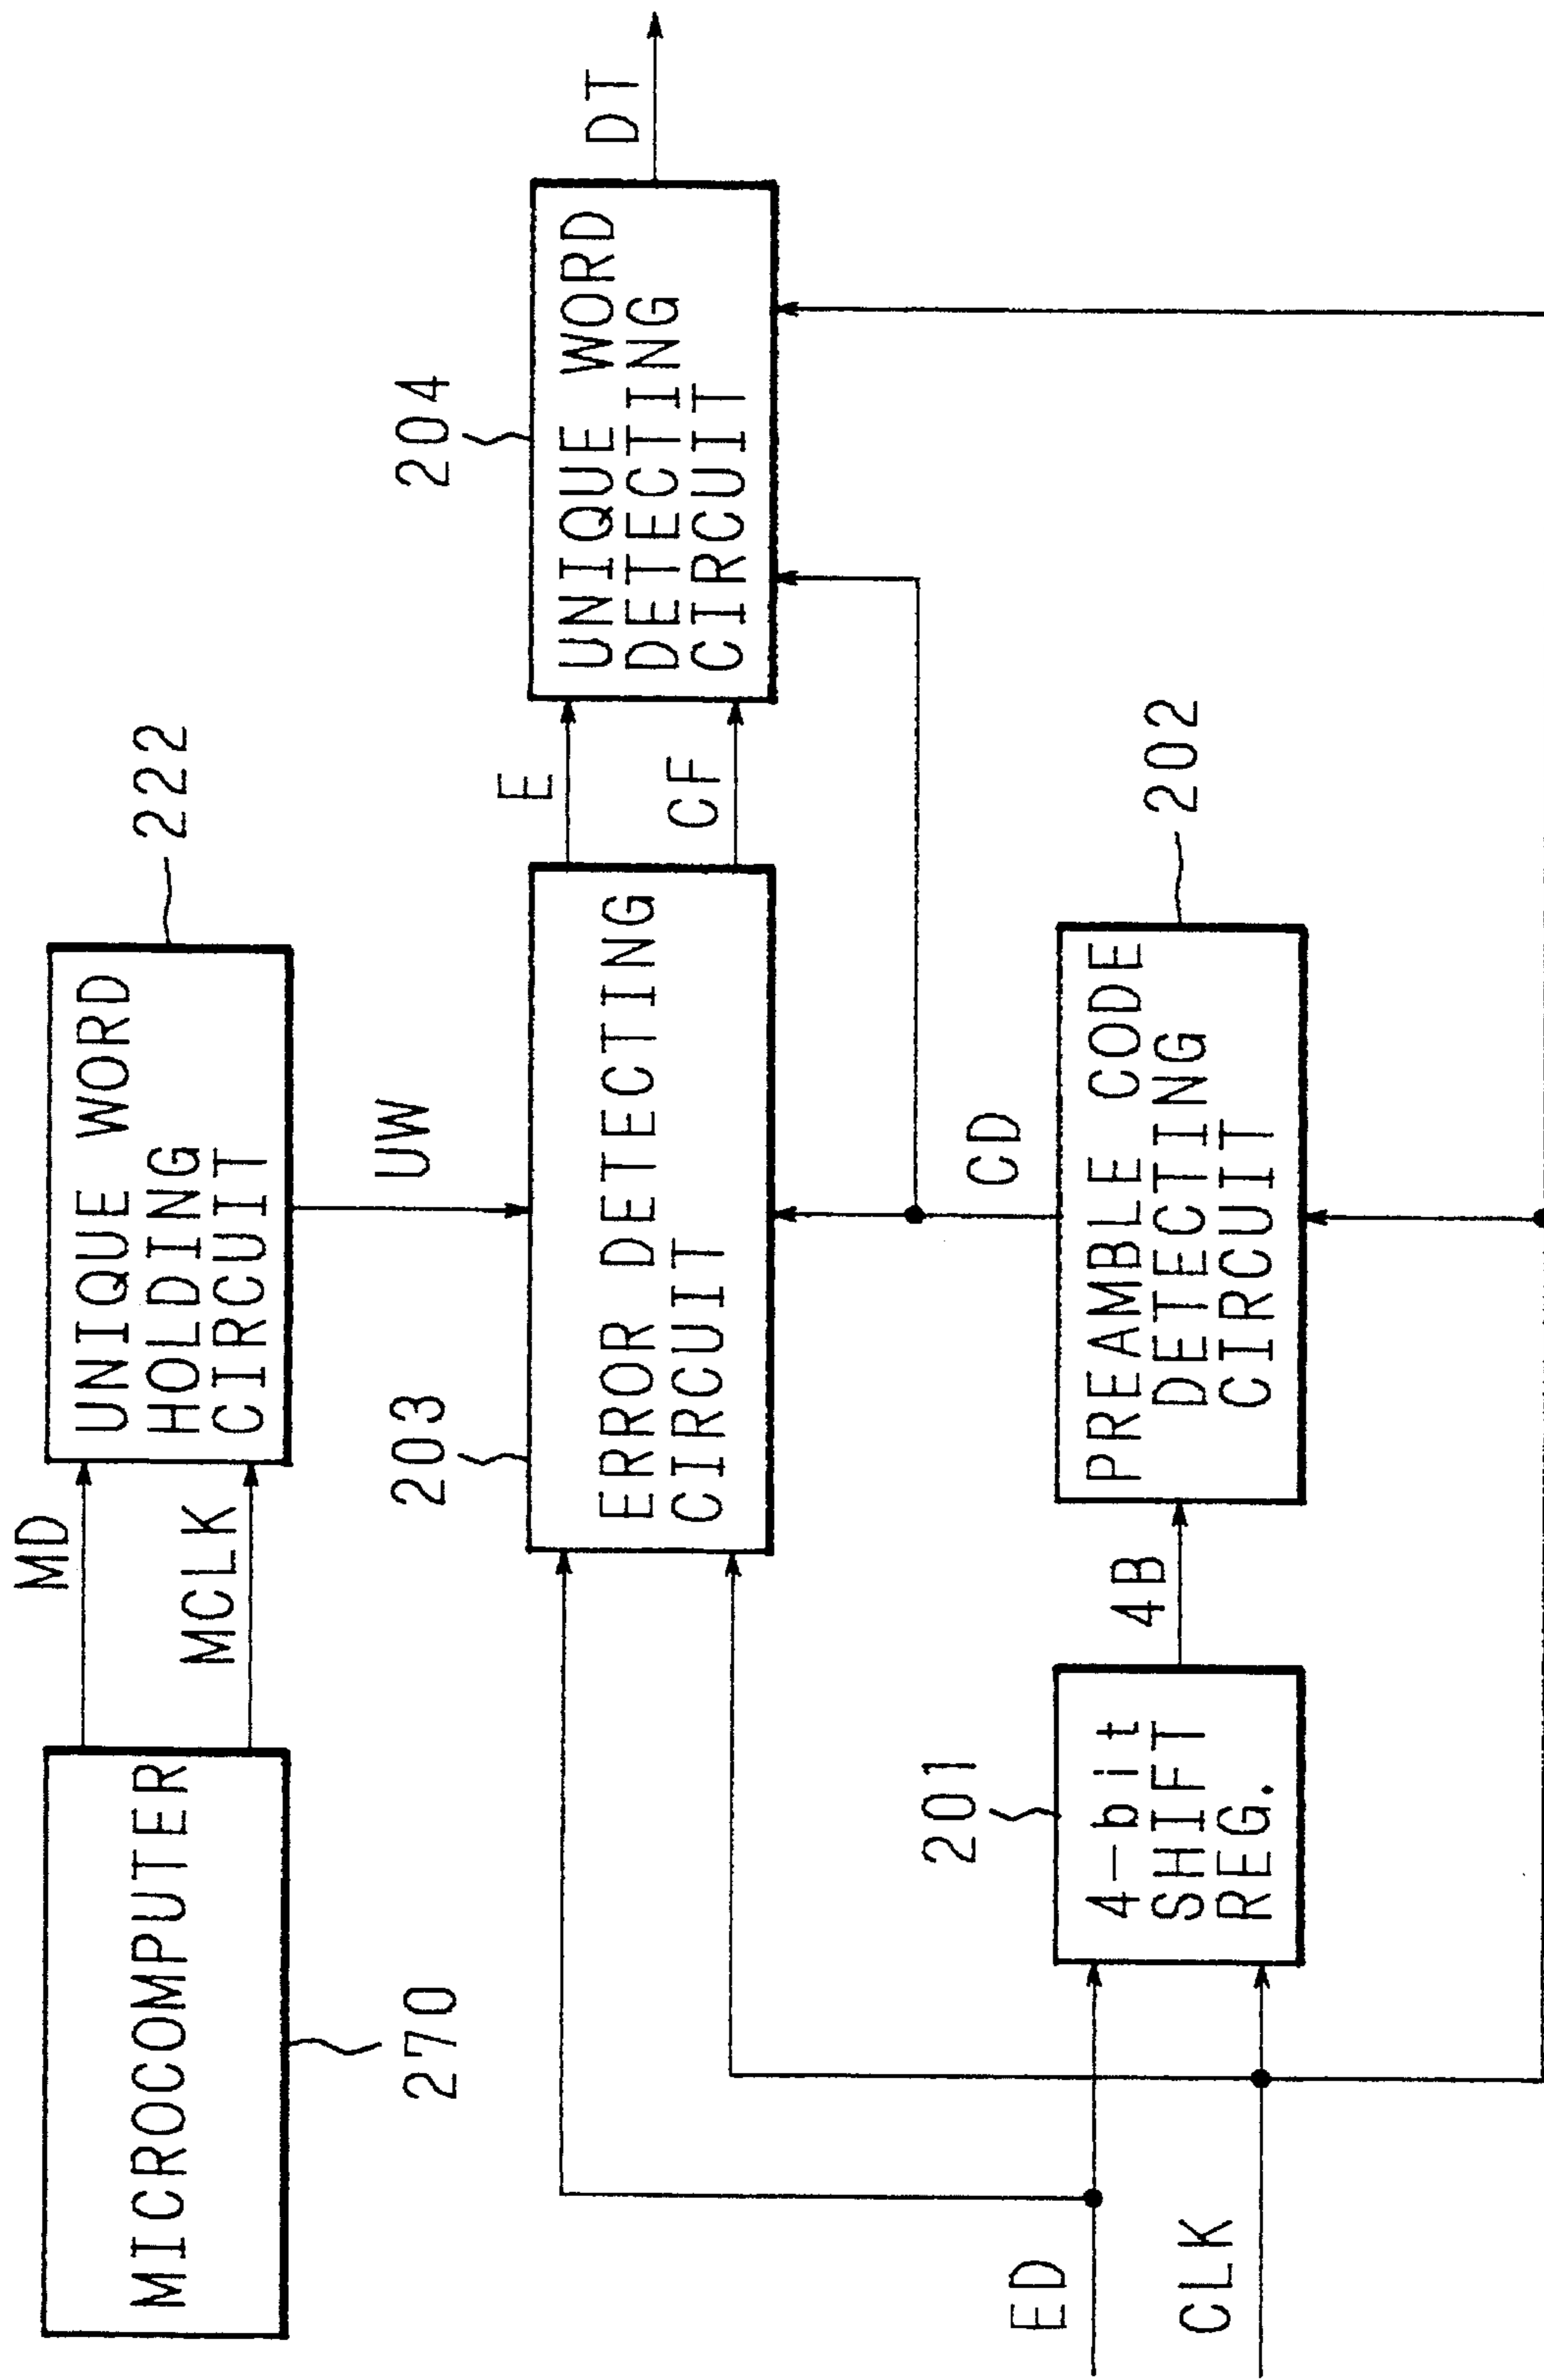 MICROCOMPUTER
270
MD
MCLK
UNIQUE WORD
HOLDING
CIRCUIT
222
UW
203
ERROR DETECTING
CIRCUIT
E
CF
204
UNIQUE WORD
DETECTING
CIRCUIT
DT
ED
CLK
201
4-bit
SHIFT
REG.
4B
PREAMBLE CODE
DETECTING
CIRCUIT
202
CD